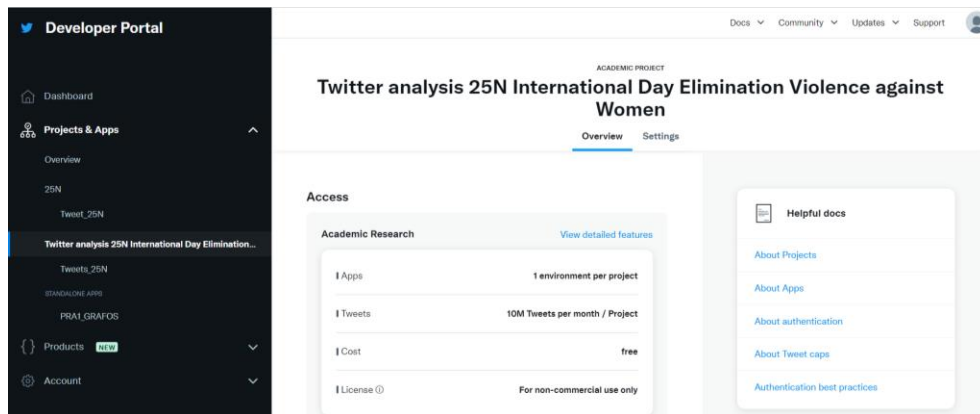 Developer Portal
Dashboard
Projects & Apps
Overview
25N
Tweet_25N
Twitter analysis 25N International Day Elimination...
Tweets_25N
STANDALONE APPS
PRA1_GRAFOS
Products NEW
Account
Docs Community Updates Support
ACADEMIC PROJECT
Twitter analysis 25N International Day Elimination Violence against
Women
Overview Settings
Access
Academic Research View detailed features
Apps 1 environment per project
Tweets 10M Tweets per month / Project
Cost free
License For non-commercial use only
Helpful docs
About Projects
About Apps
About authentication
About Tweet caps
Authentication best practices